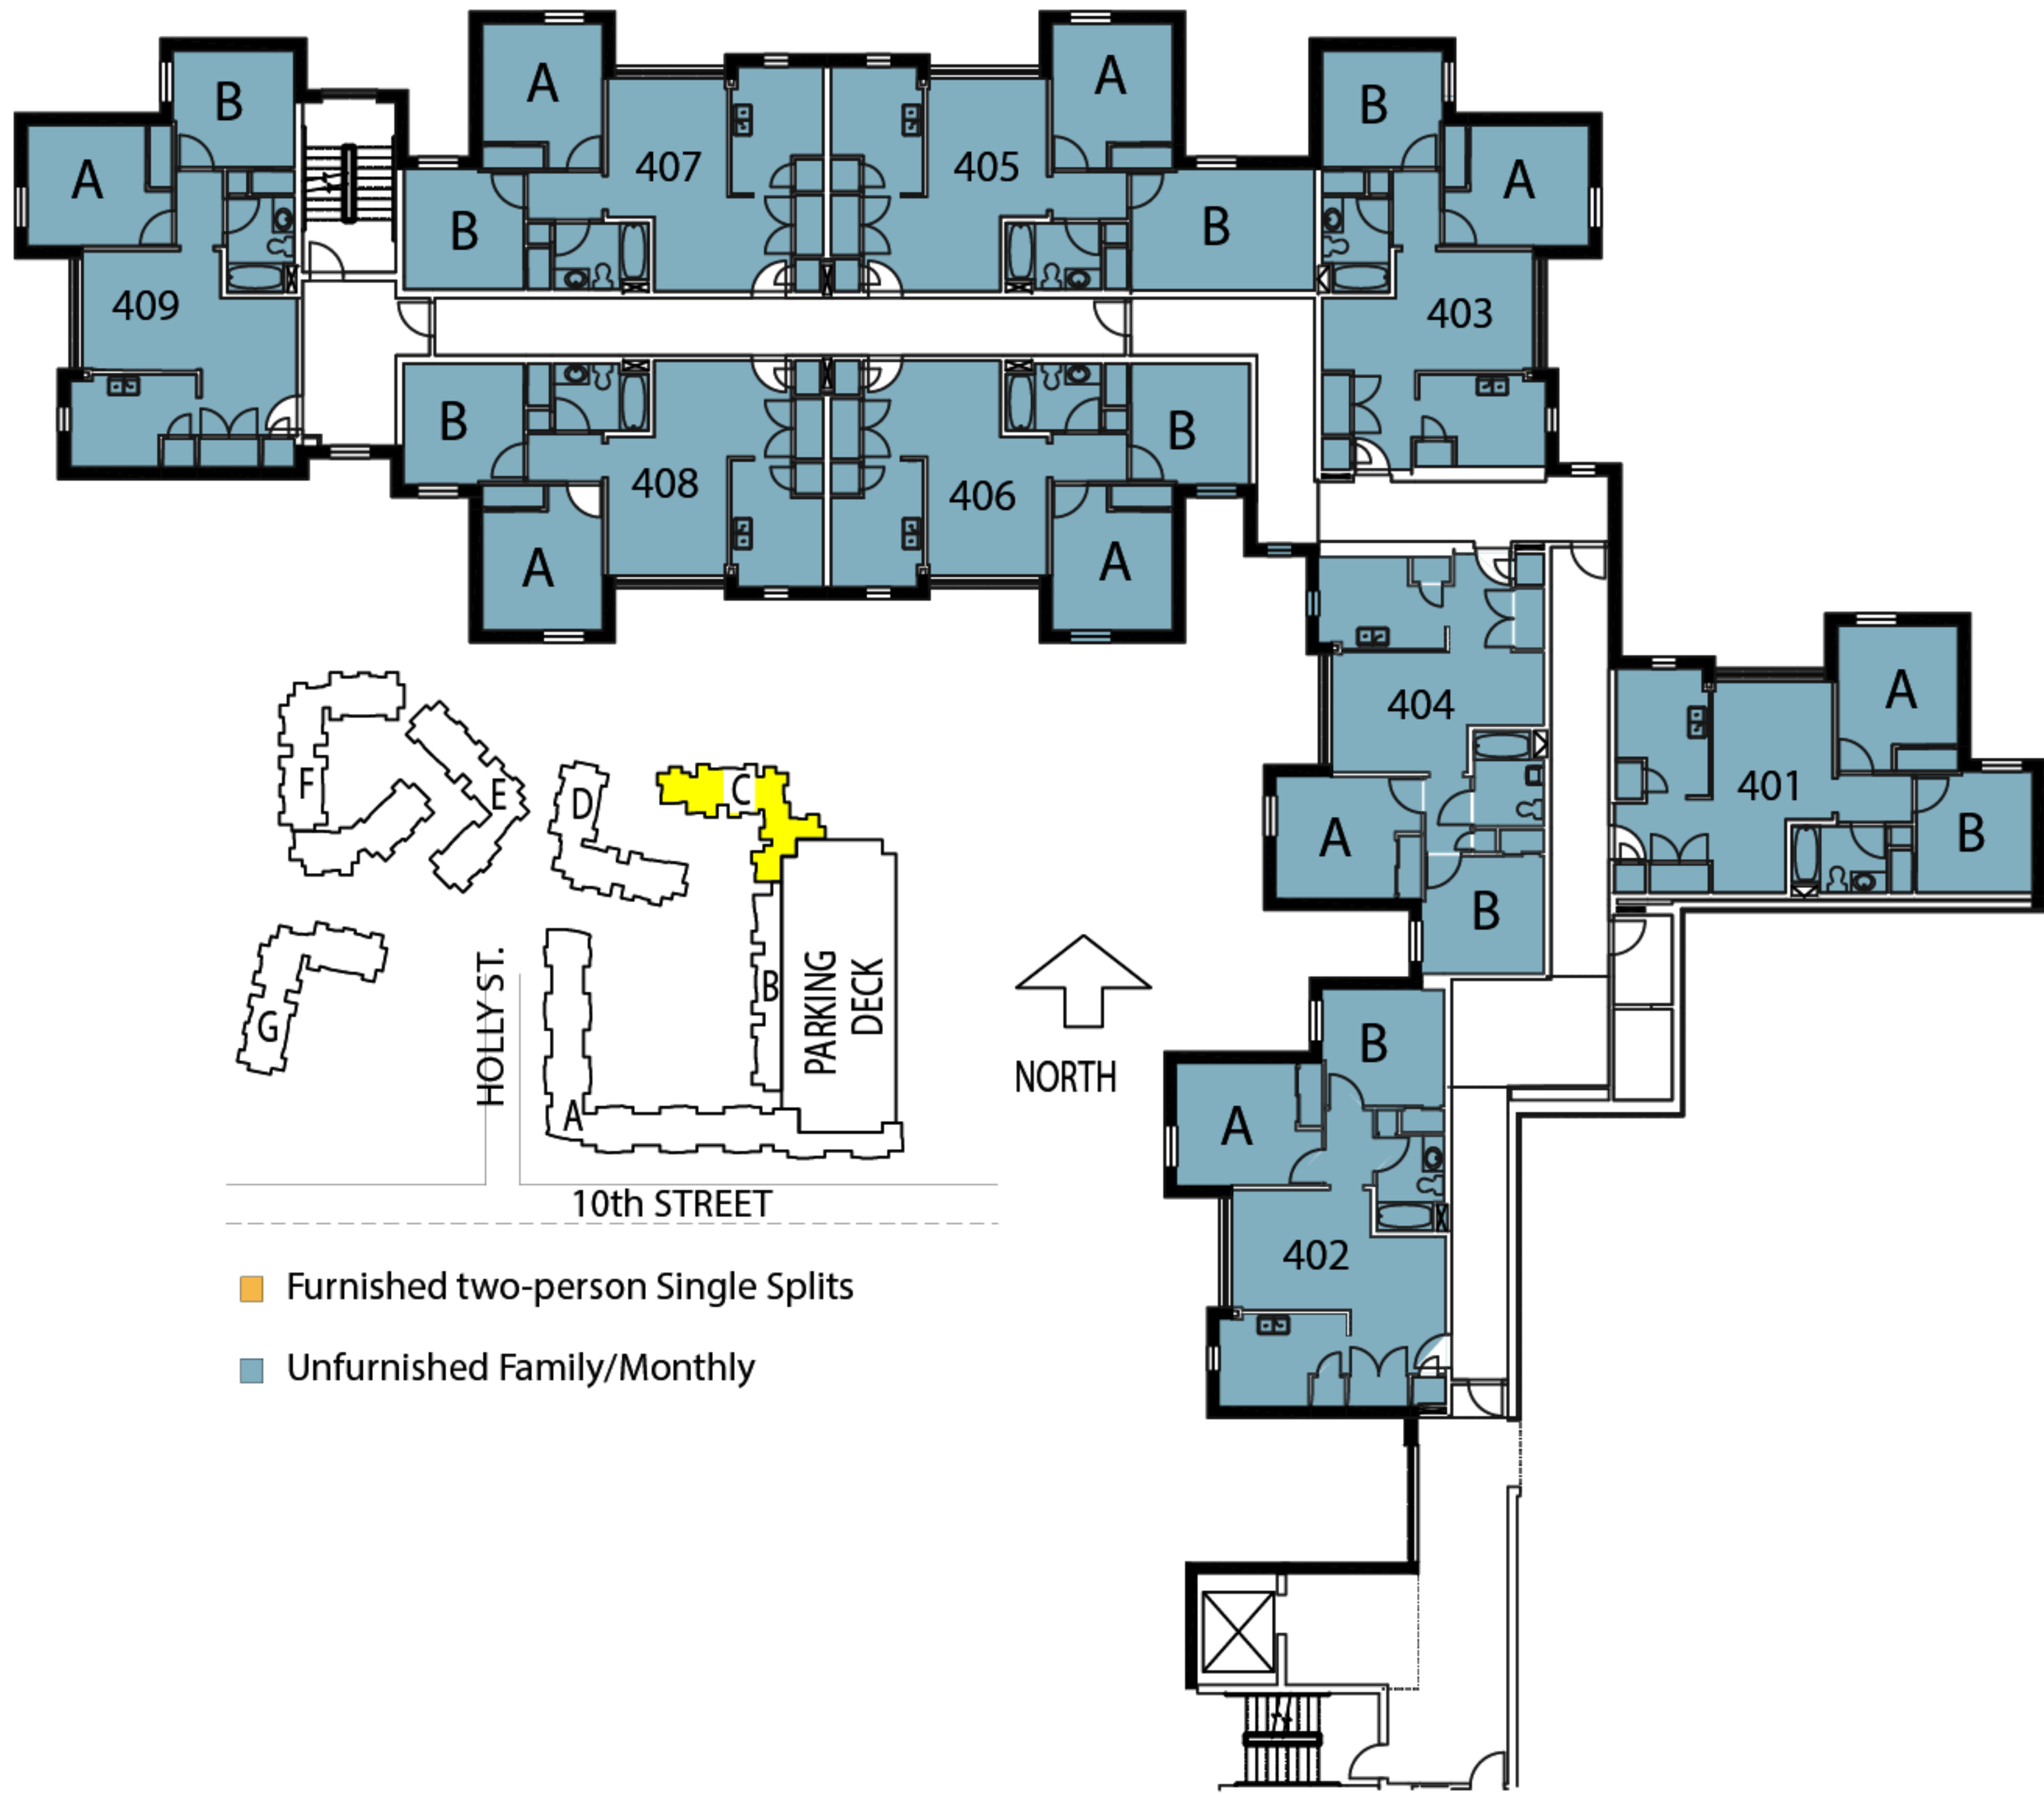 A
A
B
B
407
405
A
A
B
B
409
403
B
B
408
406
A
A
404
A
401
A
B
B
F
E
D
C
G
B
A
HOLLY ST.
PARKING
DECK
NORTH
10th STREET
B
A
402
Furnished two-person Single Splits
Unfurnished Family/Monthly